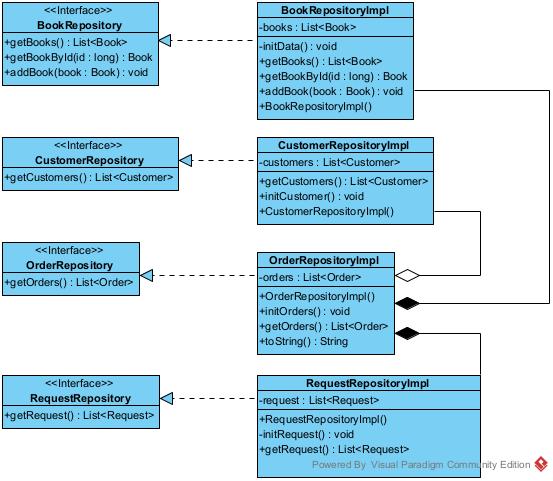 <<Interface>>
BookRepository
+getBooks() : List<Book>
+getBookById(id : long) : Book
+addBook(book : Book) : void
BookRepositoryImpl
-books : List<Book>
-initData() : void
+getBooks() : List<Book>
+getBookById(id : long) : Book
+addBook(book : Book) : void
+BookRepositoryImpl()
<<Interface>>
CustomerRepository
+getCustomers() : List<Customer>
CustomerRepositoryImpl
-customers : List<Customer>
+getCustomers() : List<Customer>
+initCustomer() : void
+CustomerRepositoryImpl()
<<Interface>>
OrderRepository
+getOrders() : List<Order>
OrderRepositoryImpl
-orders : List<Order>
+OrderRepositoryImpl()
+initOrders() : void
+getOrders() : List<Order>
+toString() : String
<<Interface>>
RequestRepository
+getRequest() : List<Request>
RequestRepositoryImpl
-request : List<Request>
+RequestRepositoryImpl()
-initRequest() : void
+getRequest() : List<Request>
Powered By Visual Paradigm Community Edition